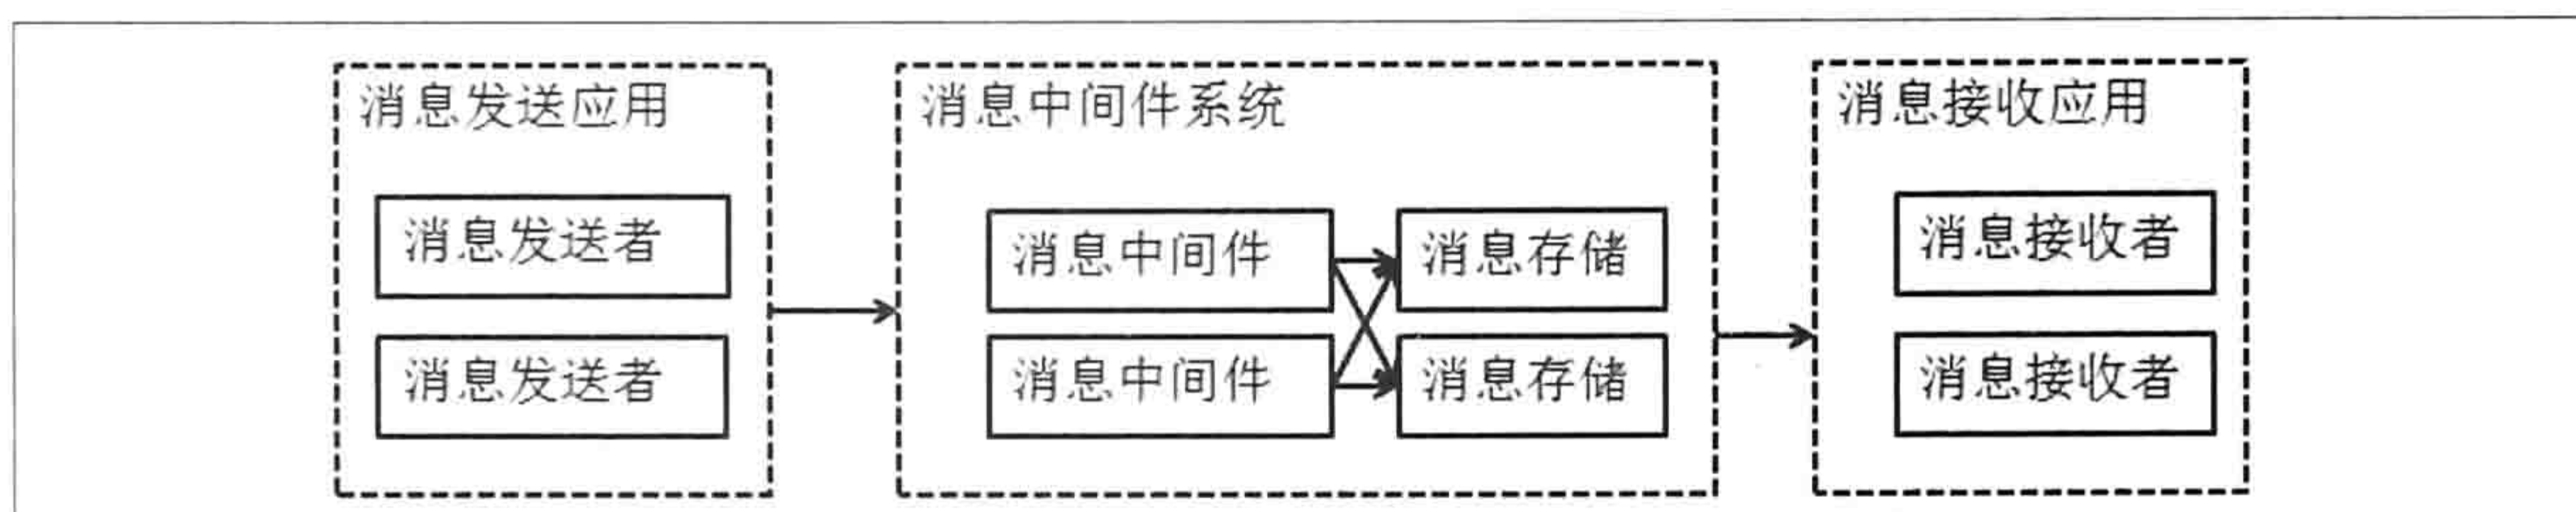 消息发送应用
消息发送者
消息发送者
消息中间件系统
消息中间件
消息存储
消息中间件
消息存储
消息接收应用
消息接收者
消息接收者